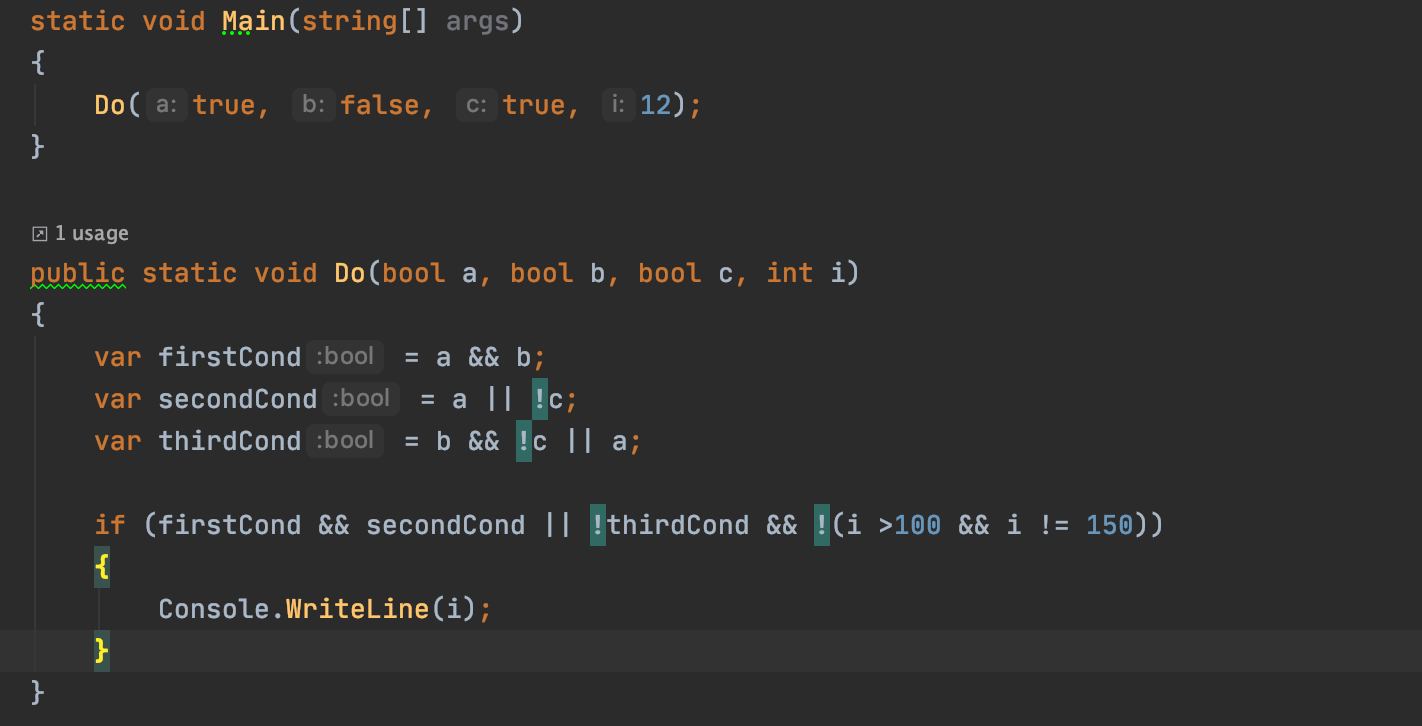 static void Main(string[] args)
{
    Do( a: true,  b: false,  c: true,  i: 12);
}
1 usage
public static void Do(bool a, bool b, bool c, int i)
{
    var firstCond :bool  = a && b;
    var secondCond :bool  = a || !c;
    var thirdCond :bool  = b && !c || a;
    if (firstCond && secondCond || !thirdCond && !(i >100 && i != 150))
    {
        Console.WriteLine(i);
    }
}